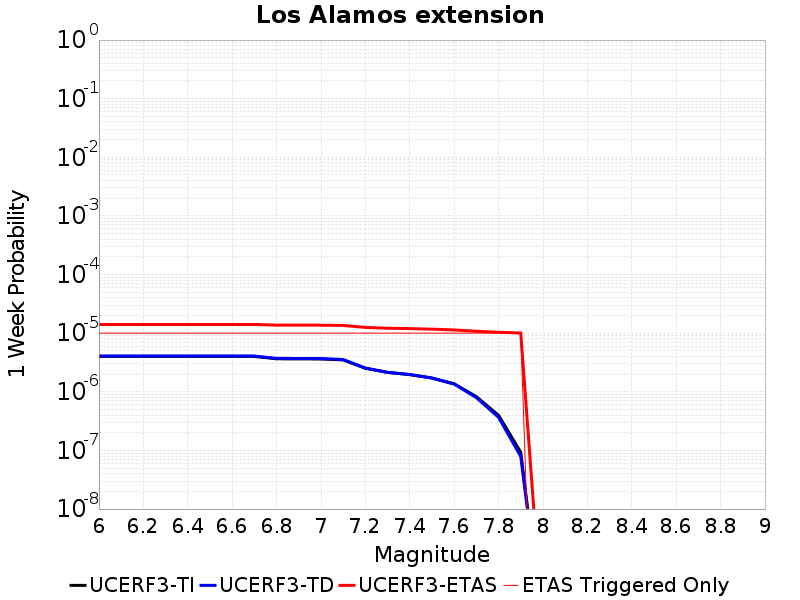 Los Alamos extension
1 Week Probability
10^0
10^-1
10^-2
10^-3
10^-4
10^-5
10^-6
10^-7
10^-8
6 6.2 6.4 6.6 6.8 7 7.2 7.4 7.6 7.8 8 8.2 8.4 8.6 8.8 9
Magnitude
UCERF3-TI UCERF3-TD UCERF3-ETAS ETAS Triggered Only